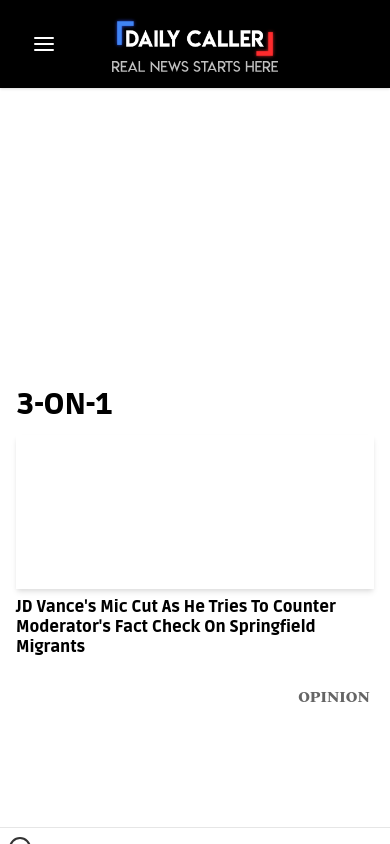 DAILY CALLER
REAL NEWS STARTS HERE
3-ON-1
JD Vance's Mic Cut As He Tries To Counter
Moderator's Fact Check On Springfield
Migrants
OPINION